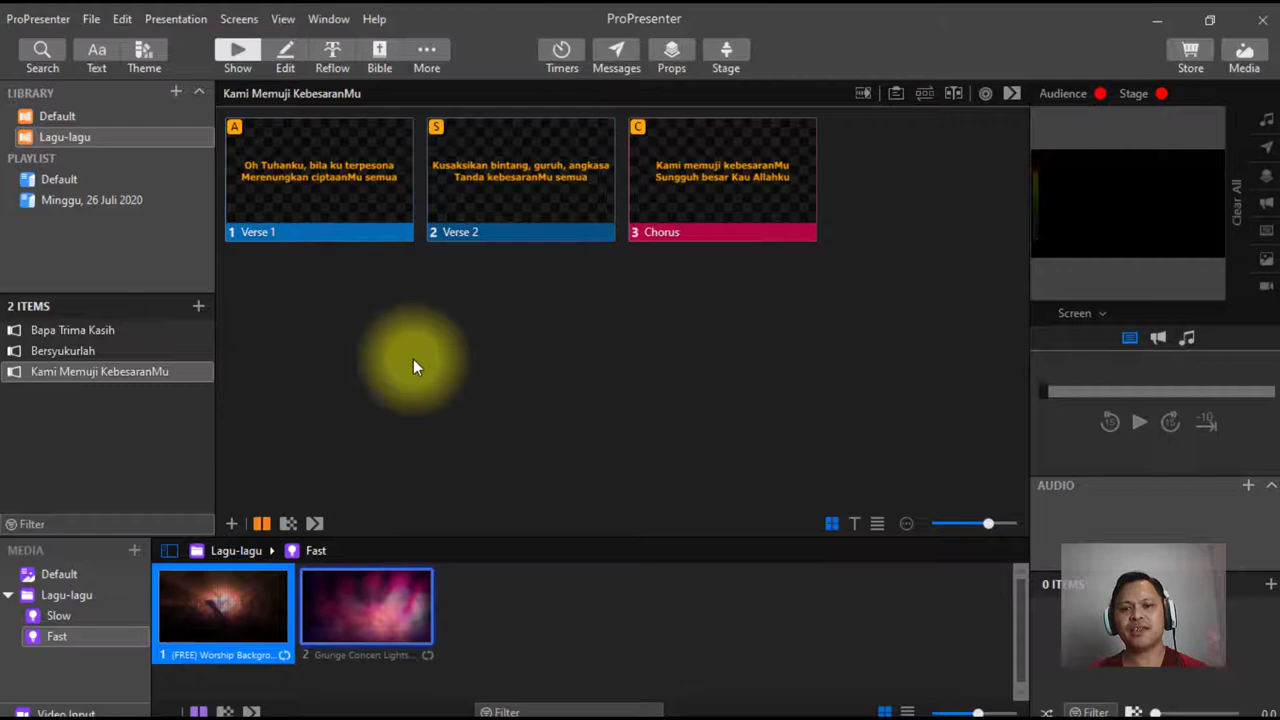 ProPresenter File Edit Presentation Screens View Window Help
ProPresenter
Search
Text
Theme
Show
Edit
Reflow
Bible
More
Timers
Messages
Props
Stage
Store
Media
LIBRARY
Default
Lagu-lagu
PLAYLIST
Default
Minggu, 26 Juli 2020
2 ITEMS
Bapa Trima Kasih
Bersyukurlah
Kami Memuji KebesaranMu
Filter
Kami Memuji KebesaranMu
A
Oh Tuhanku, bila ku terpesona
Merenungkan ciptaanMu semua
1 Verse 1
S
Kusaksikan bintang, guruh, angkasa
Tanda kebesaranMu semua
2 Verse 2
C
Kami memuji kebesaranMu
Sungguh besar Kau Allahku
3 Chorus
Audience
Stage
Clear All
Screen
15
15
-10
AUDIO
0 ITEMS
Filter
0.0
MEDIA
Default
Lagu-lagu
Slow
Fast
Video Input
Lagu-lagu
Fast
1 (FREE) Worship Backgro...
2 Grunge Concert Lights...
Filter